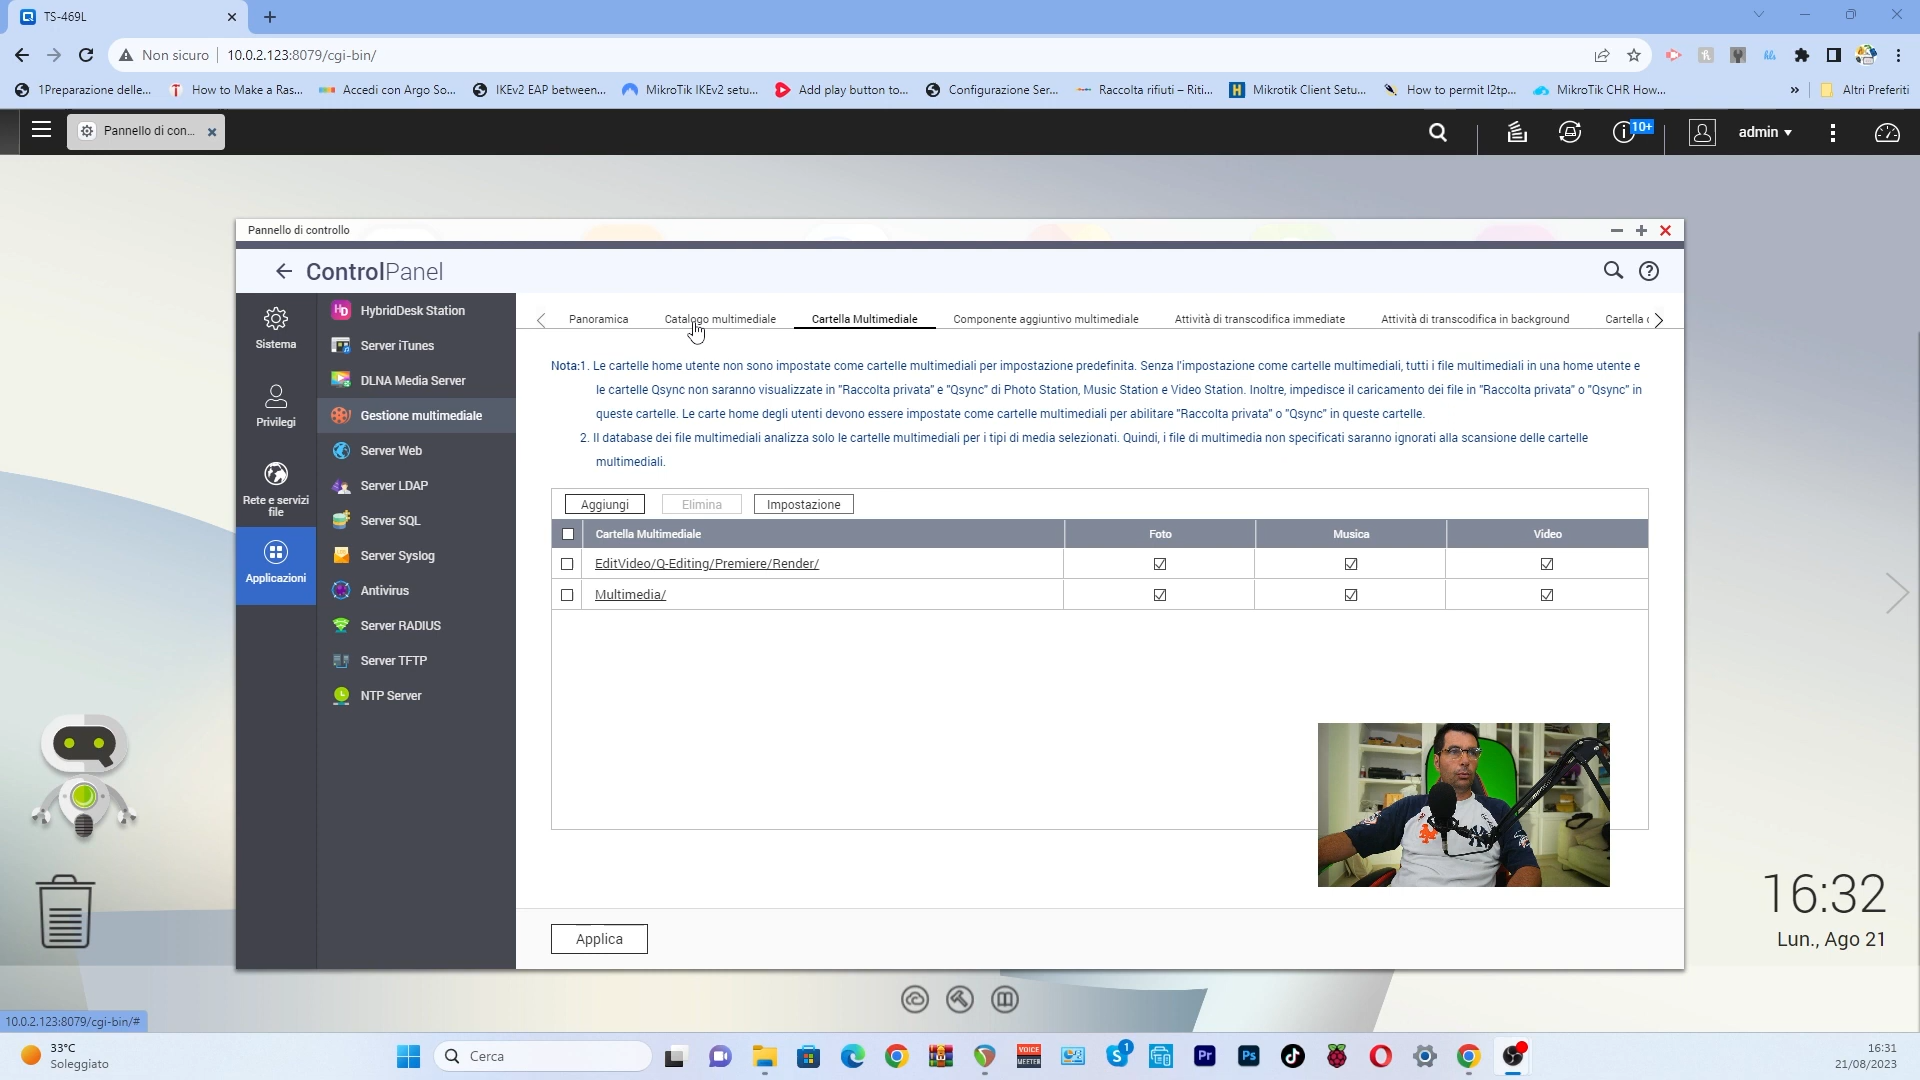 TS-469L
Non sicuro
10.0.2.123:8079/cgi-bin/
1Preparazione delle...
How to Make a Ras...
Accedi con Argo So...
IKEv2 EAP between...
MikroTik IKEv2 setu...
Add play button to...
Configurazione Ser...
Raccolta rifiuti – Riti...
Mikrotik Client Setu...
How to permit l2tp...
MikroTik CHR How...
»
Altri Preferiti
Pannello di con...
10+
admin
Pannello di controllo
ControlPanel
Sistema
Privilegi
Rete e servizi
file
Applicazioni
HybridDesk Station
Server iTunes
DLNA Media Server
Gestione multimediale
Server Web
Server LDAP
Server SQL
Server Syslog
Antivirus
Server RADIUS
Server TFTP
NTP Server
Panoramica
Catalogo multimediale
Cartella Multimediale
Componente aggiuntivo multimediale
Attività di transcodifica immediate
Attività di transcodifica in background
Cartella
Nota:1. Le cartelle home utente non sono impostate come cartelle multimediali per impostazione predefinita. Senza l'impostazione come cartelle multimediali, tutti i file multimediali in una home utente e
le cartelle Qsync non saranno visualizzate in "Raccolta privata" e "Qsync" di Photo Station, Music Station e Video Station. Inoltre, impedisce il caricamento dei file in "Raccolta privata" o "Qsync" in
queste cartelle. Le carte home degli utenti devono essere impostate come cartelle multimediali per abilitare "Raccolta privata" o "Qsync" in queste cartelle.
2. Il database dei file multimediali analizza solo le cartelle multimediali per i tipi di media selezionati. Quindi, i file di multimedia non specificati saranno ignorati alla scansione delle cartelle
multimediali.
Aggiungi
Elimina
Impostazione
Cartella Multimediale
Foto
Musica
Video
EditVideo/Q-Editing/Premiere/Render/
Multimedia/
Applica
16:32
Lun., Ago 21
10.0.2.123:8079/cgi-bin/#
33°C
Soleggiato
Cerca
VOICE
MEETER
1
Pr
Ps
16:31
21/08/2023